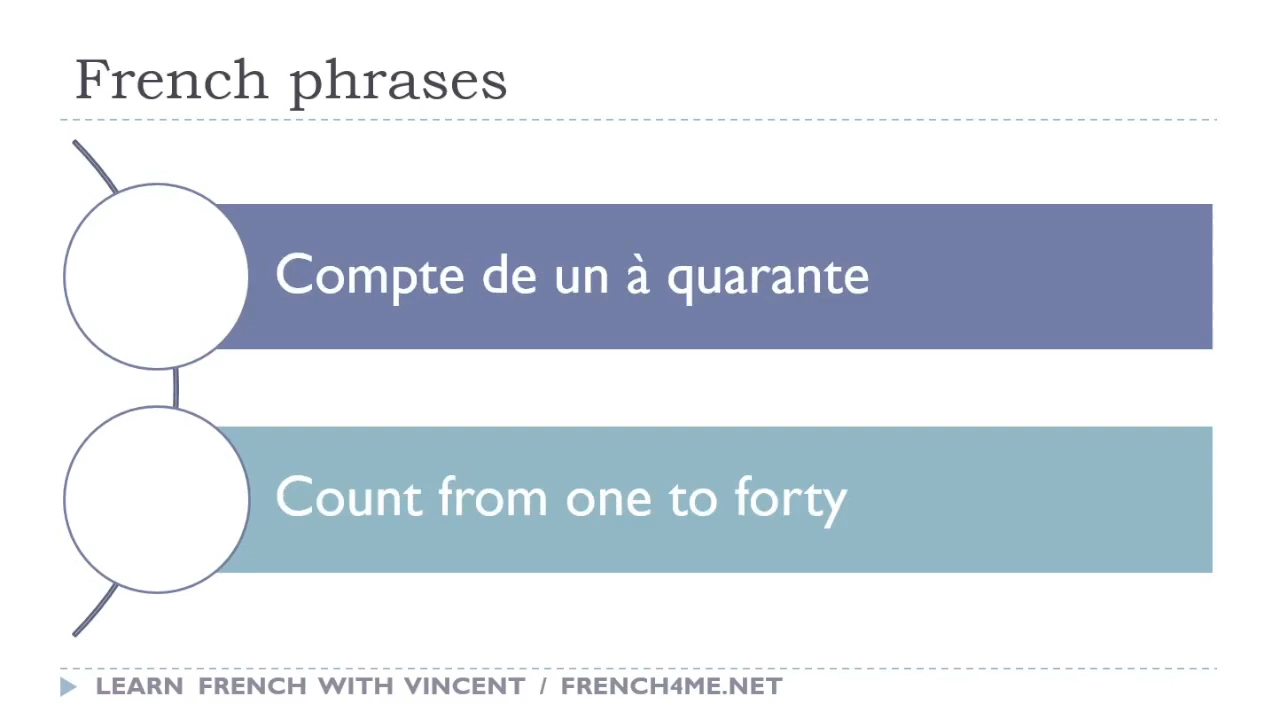 French phrases
Compte de un à quarante
Count from one to forty
LEARN FRENCH WITH VINCENT / FRENCH4ME.NET